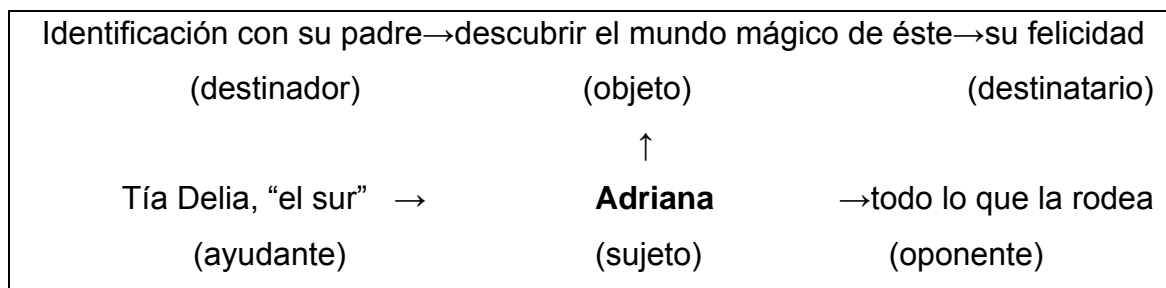 Identificación con su padre→descubrir el mundo mágico de éste→su felicidad
(destinador) (objeto) (destinatario)
↑
Tía Delia, “el sur” → Adriana →todo lo que la rodea
(ayudante) (sujeto) (oponente)